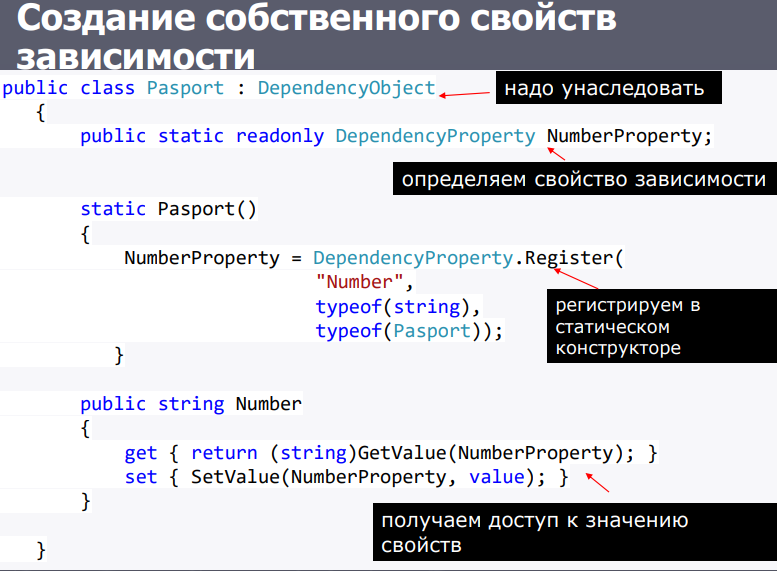 Создание собственного свойств
зависимости
public class Pasport : DependencyObject
надо унаследовать
{
public static readonly DependencyProperty NumberProperty;
определяем свойство зависимости
static Pasport()
{
NumberProperty = DependencyProperty.Register(
"Number",
typeof(string),
typeof(Pasport));
регистрируем в
статическом
конструкторе
}
public string Number
{
get { return (string)GetValue(NumberProperty); }
set { SetValue(NumberProperty, value); }
}
получаем доступ к значению
свойств
}